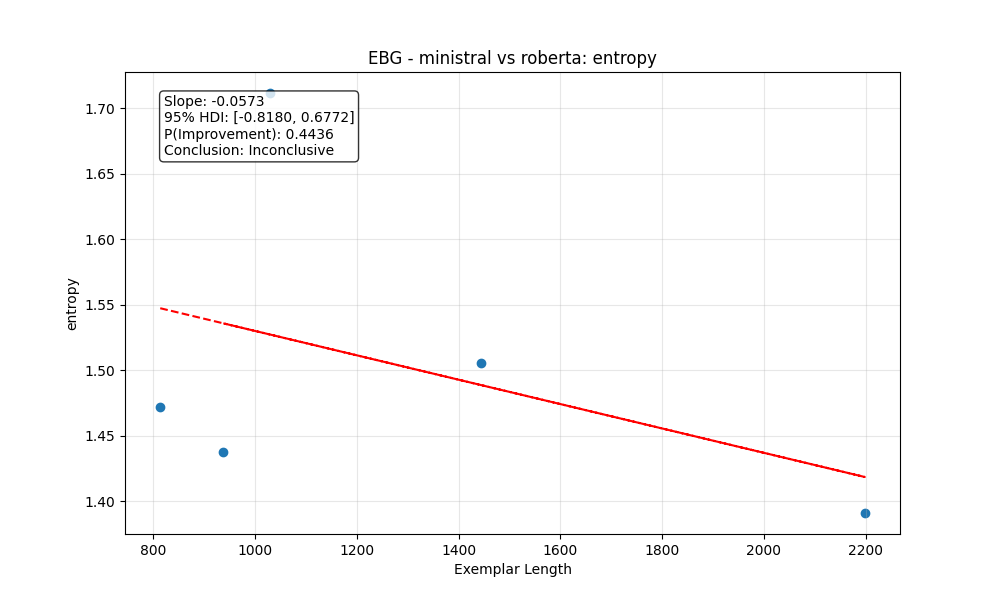 EBG - ministral vs roberta: entropy
Slope: -0.0573
95% HDI: [-0.8180, 0.6772]
P(Improvement): 0.4436
Conclusion: Inconclusive
entropy
1.70
1.65
1.60
1.55
1.50
1.45
1.40
800 1000 1200 1400 1600 1800 2000 2200
Exemplar Length